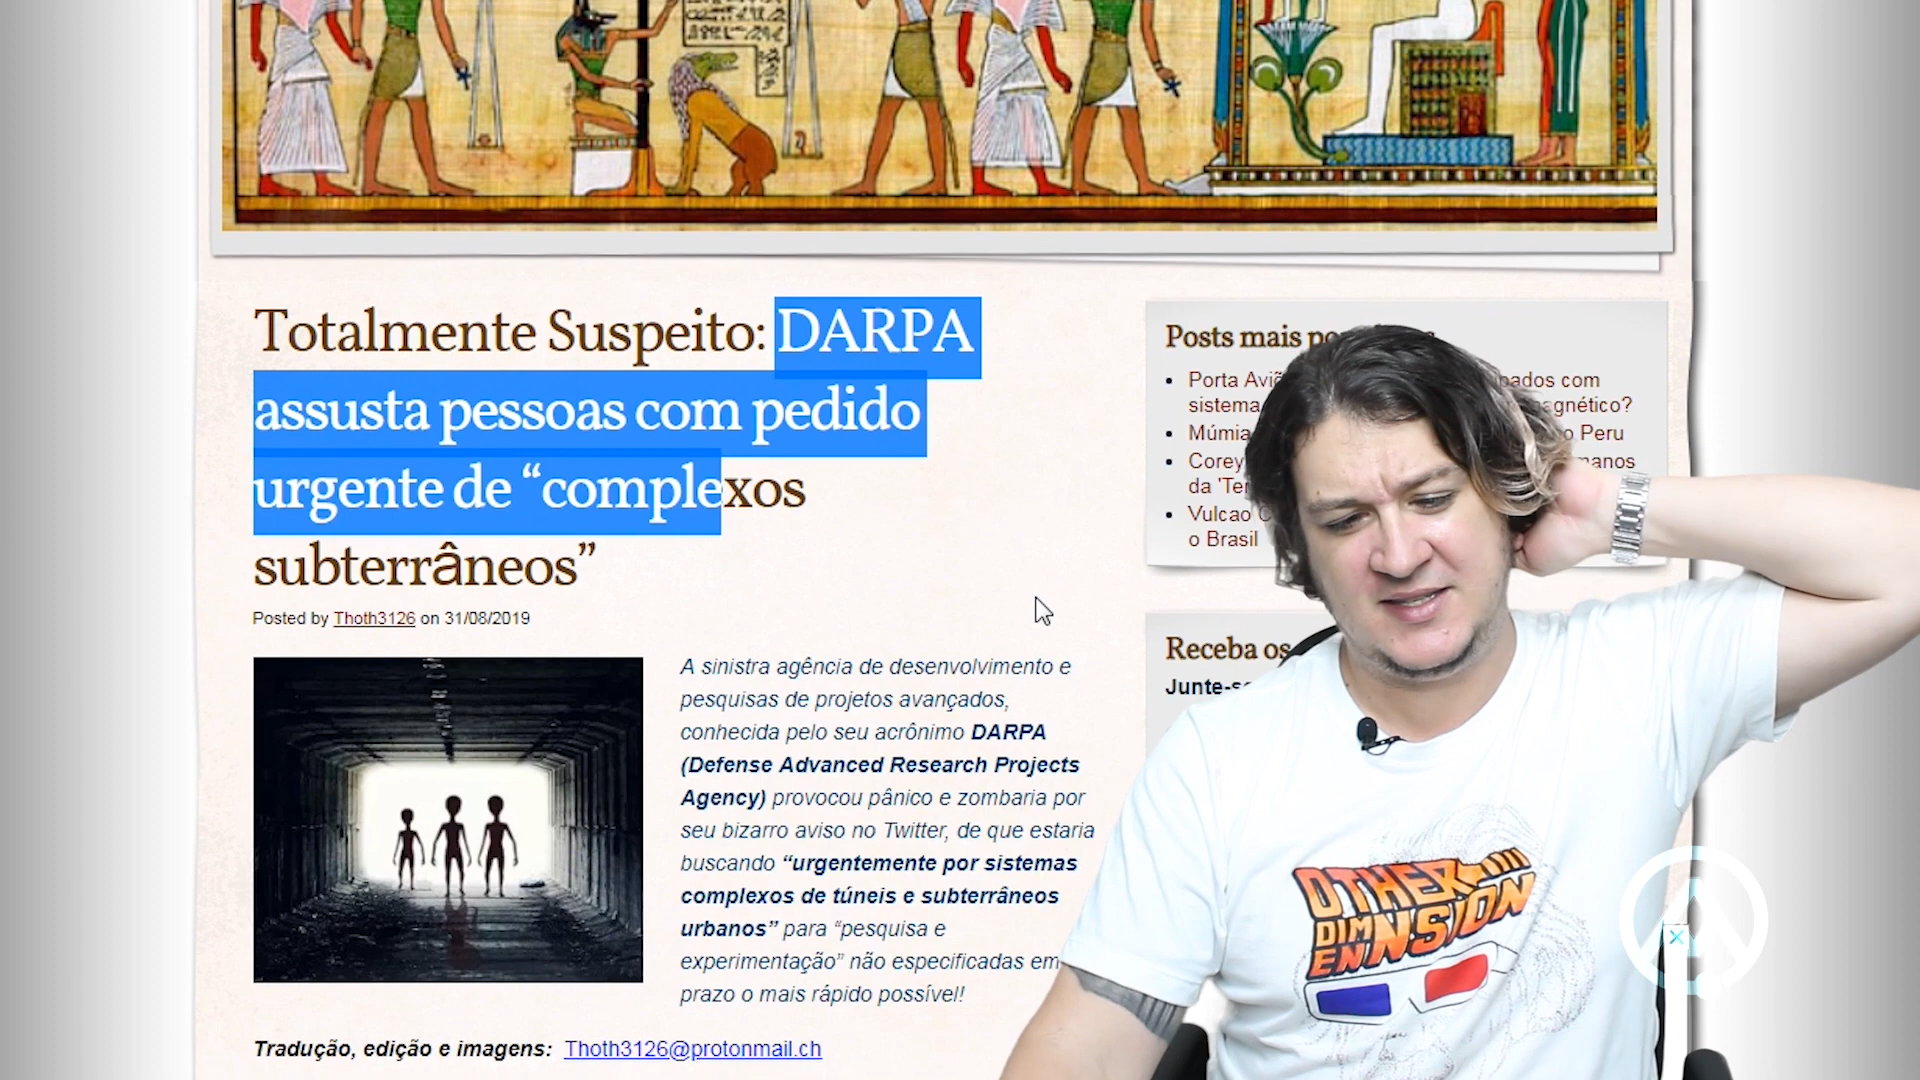 Totalmente Suspeito: DARPA
assusta pessoas com pedido
urgente de “complexos
subterrâneos”
Posted by Thoth3126 on 31/08/2019
A sinistra agência de desenvolvimento e
pesquisas de projetos avançados,
conhecida pelo seu acrônimo DARPA
(Defense Advanced Research Projects
Agency) provocou pânico e zombaria por
seu bizarro aviso no Twitter, de que estaria
buscando “urgentemente por sistemas
complexos de túneis e subterrâneos
urbanos” para “pesquisa e
experimentação” não especificadas em
prazo o mais rápido possível!
Tradução, edição e imagens: Thoth3126@protonmail.ch
Posts mais
Porta
sistema
Peru
Corey
da
Vulcao
o Brasil
Receba os
OTHER
DIMENNSION